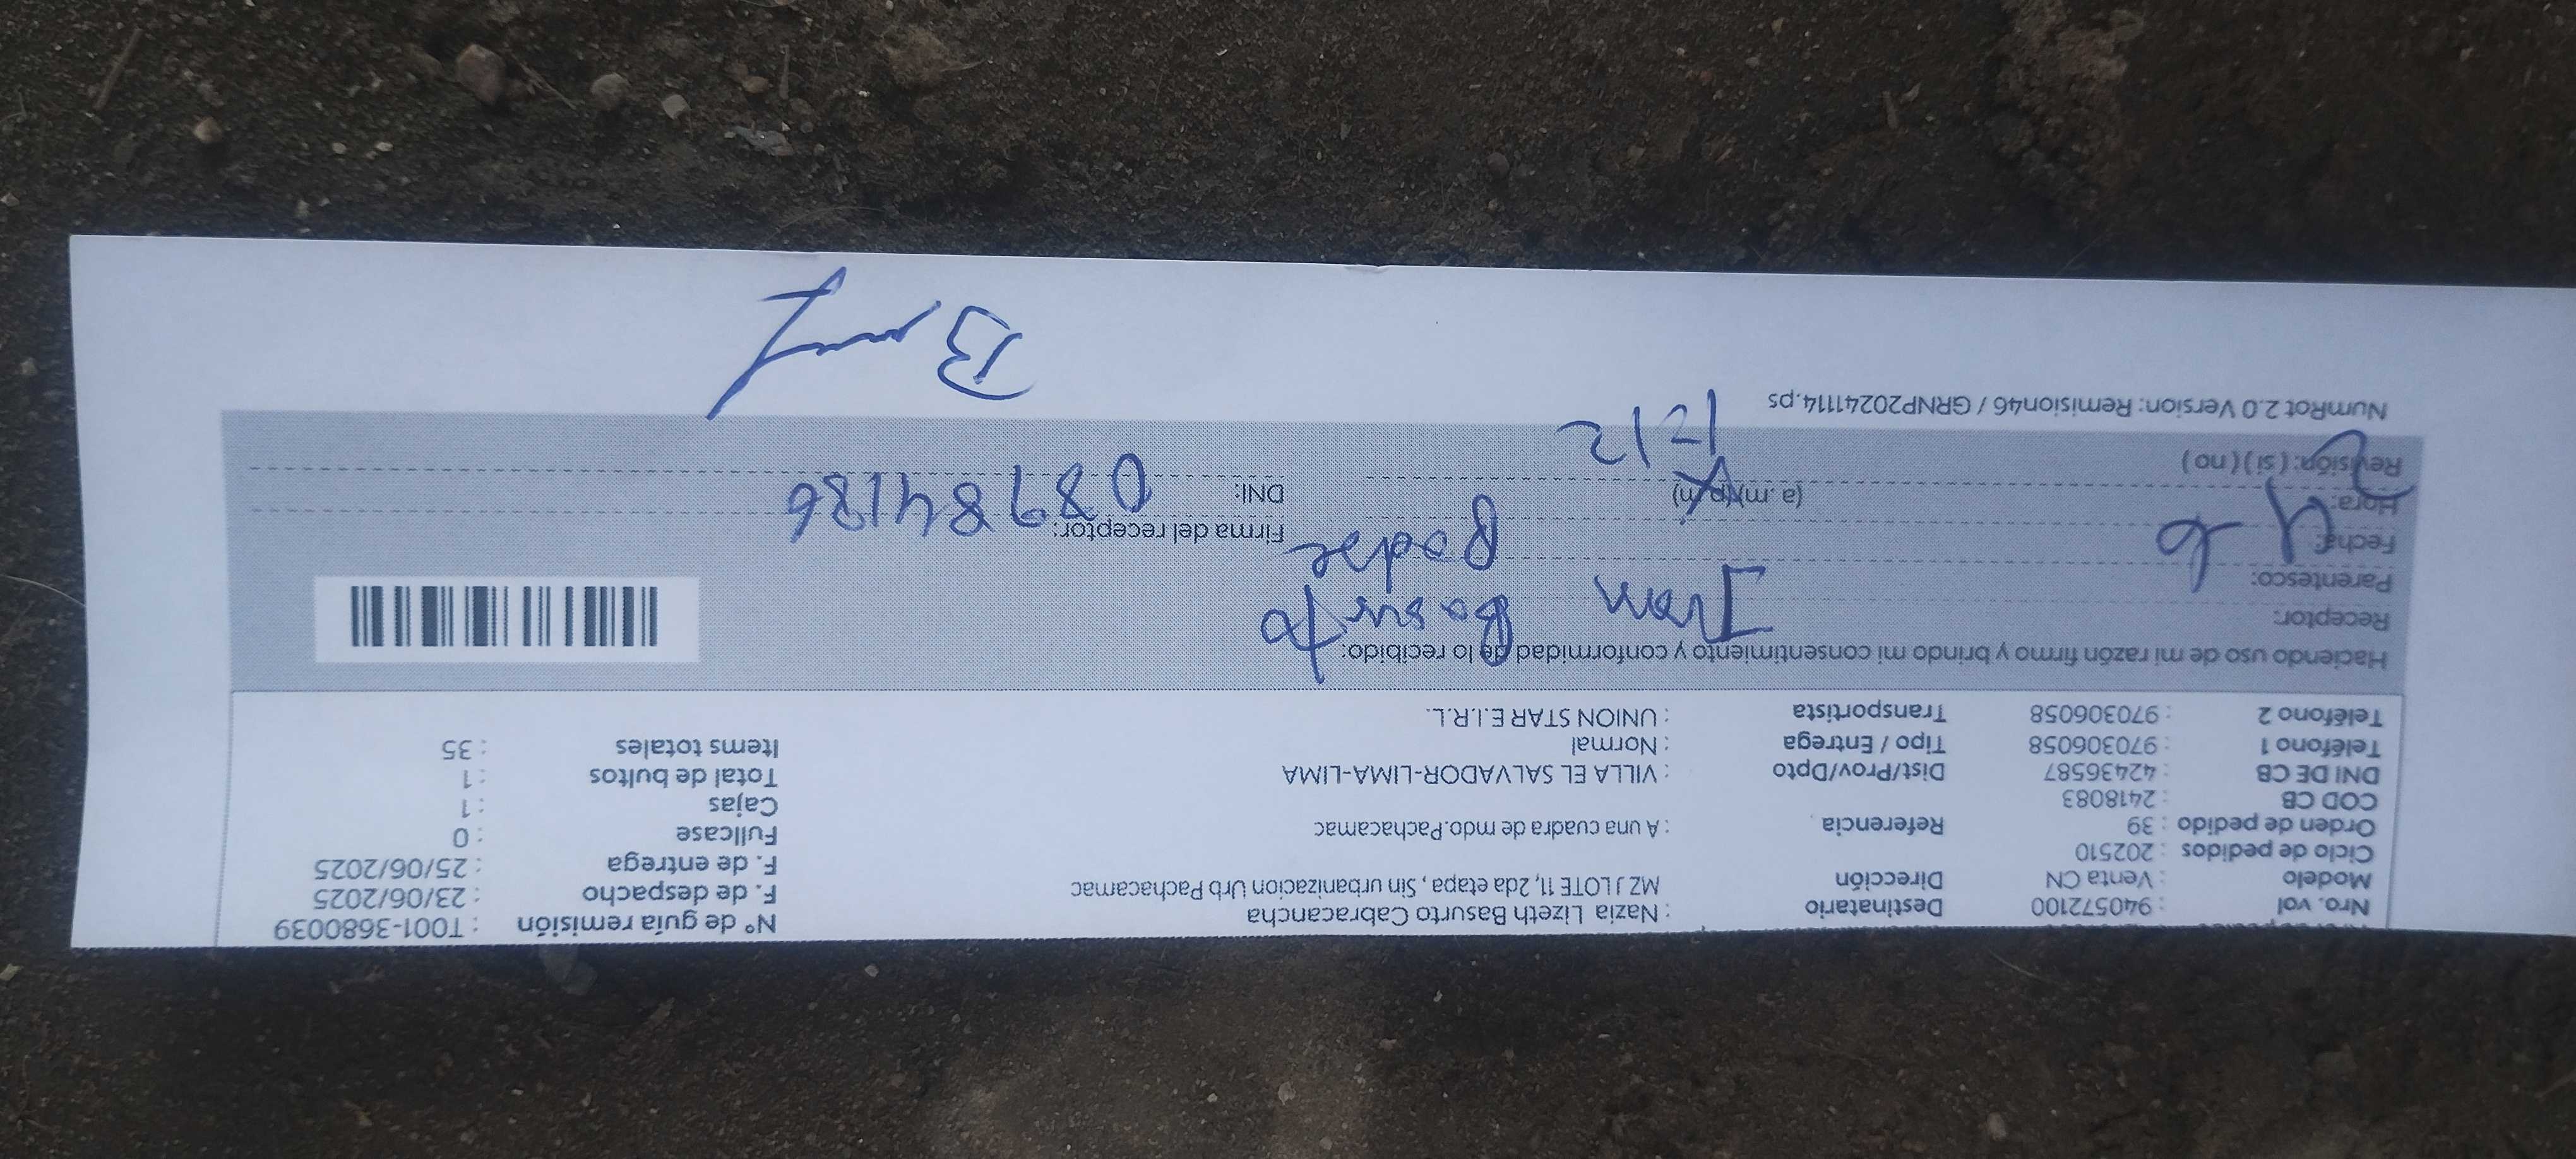 Nro. vol : 940572100 Destinatario : Nazia Lizeth Basurto Cabracancha N° de guía remisión : T001-3680039
Modelo : Venta CN Dirección MZ J LOTE 11, 2da etapa, Sin urbanizacion Urb Pachacamac F. de despacho : 23/06/2025
Ciclo de pedidos : 202510 F. de entrega : 25/06/2025
Orden de pedido : 39 Referencia : A una cuadra de mdo.Pachacamac Fullcase : 0
COD CB : 2418083 Cajas : 1
DNI DE CB : 42436587 Dist/Prov/Dpto : VILLA EL SALVADOR-LIMA-LIMA Total de bultos : 1
Teléfono 1 : 970306058 Tipo / Entrega : Normal Items totales : 35
Teléfono 2 : 970306058 Transportista : UNION STAR E.I.R.L.
Haciendo uso de mi razón firmo y brindo mi consentimiento y conformidad de lo recibido:
Receptor: Juan Basurto
Parentesco: Padre
Fecha: Firma del receptor:
Hora: (a. m)(p. m) DNI: 08984186
Revisión: (si) (no) 1212
NumRot 2.0 Version: Remision46 / GRNP20241114.ps